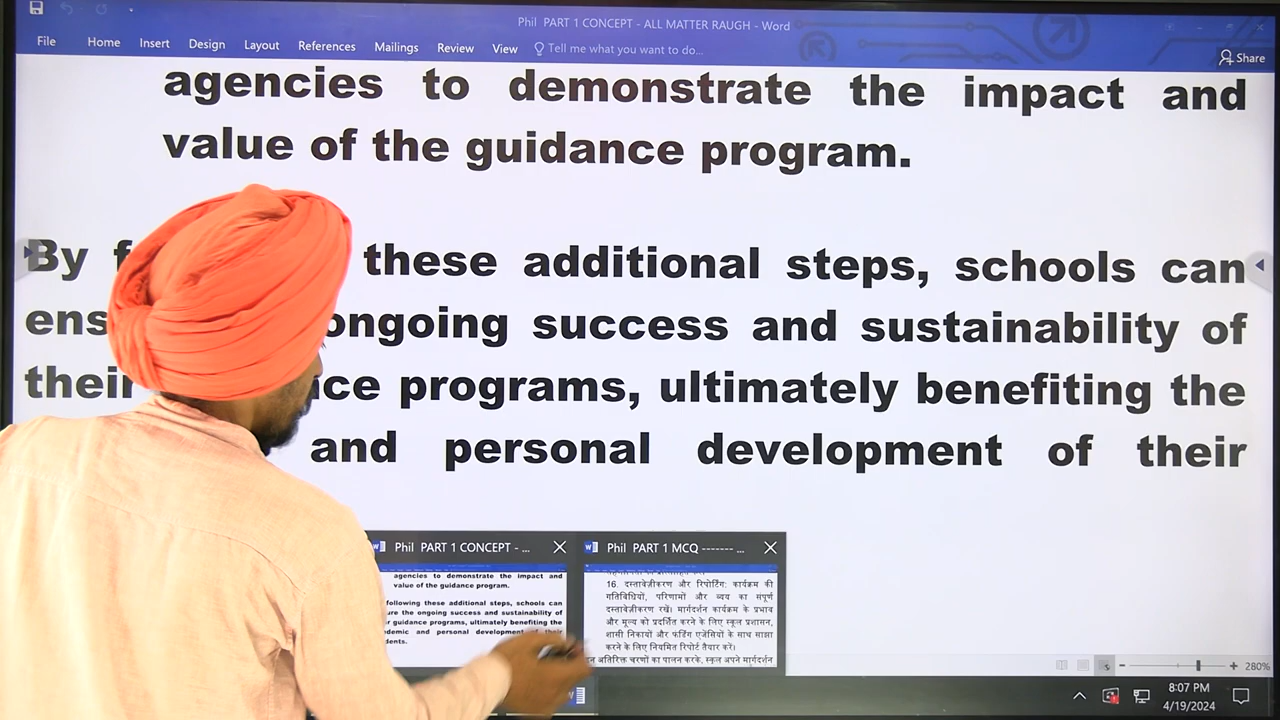 Phil PART 1 CONCEPT - ALL MATTER RAUGH - Word
File Home Insert Design Layout References Mailings Review View Tell me what you want to do... Share
agencies to demonstrate the impact and
value of the guidance program.
By these additional steps, schools can
ongoing success and sustainability of
their programs, ultimately benefiting the
and personal development of their
Phil PART 1 CONCEPT - ...
agencies to demonstrate the impact and
value of the guidance program.
following these additional steps, schools can
the ongoing success and sustainability of
guidance programs, ultimately benefiting the
and personal development of their
Phil PART 1 MCQ ------- ...
16. दस्तावेज़ीकरण और रिपोर्टिंग: कार्यक्रम की
गतिविधियों, परिणामों और व्यय का संपूर्ण
दस्तावेज़ीकरण रखें। मार्गदर्शन कार्यक्रम के प्रभाव
और मूल्य को प्रदर्शित करने के लिए स्कूल प्रशासन,
शासी निकायों और फंडिंग एजेंसियों के साथ साझा
करने के लिए नियमित रिपोर्ट तैयार करें।
अतिरिक्त चरणों का पालन करके, स्कूल अपने मार्गदर्शन
280%
8:07 PM
4/19/2024